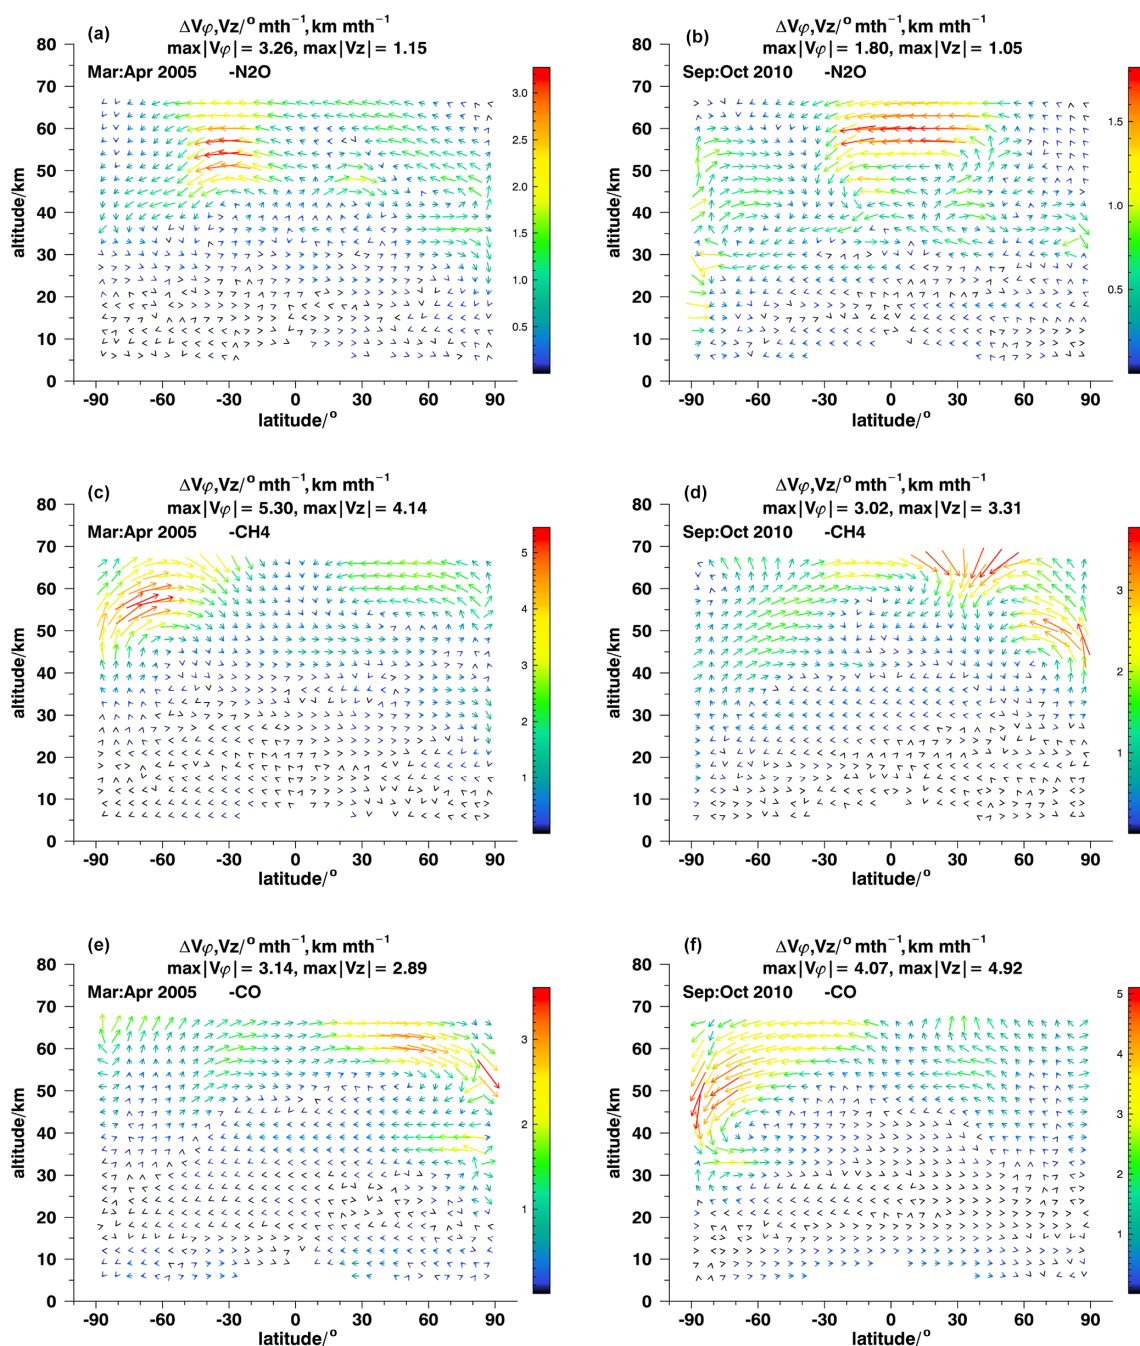 (a) ΔVφ,Vz/° mth⁻¹, km mth⁻¹
max|Vφ|= 3.26, max|Vz|= 1.15
Mar:Apr 2005 -N2O
80
70
60
50
40
30
20
10
0
altitude/km
-90 -60 -30 0 30 60 90
latitude/°
3.0
2.5
2.0
1.5
1.0
0.5
(b) ΔVφ,Vz/° mth⁻¹, km mth⁻¹
max|Vφ|= 1.80, max|Vz|= 1.05
Sep:Oct 2010 -N2O
80
70
60
50
40
30
20
10
0
altitude/km
-90 -60 -30 0 30 60 90
latitude/°
1.5
1.0
0.5
(c) ΔVφ,Vz/° mth⁻¹, km mth⁻¹
max|Vφ|= 5.30, max|Vz|= 4.14
Mar:Apr 2005 -CH4
80
70
60
50
40
30
20
10
0
altitude/km
-90 -60 -30 0 30 60 90
latitude/°
5
4
3
2
1
(d) ΔVφ,Vz/° mth⁻¹, km mth⁻¹
max|Vφ|= 3.02, max|Vz|= 3.31
Sep:Oct 2010 -CH4
80
70
60
50
40
30
20
10
0
altitude/km
-90 -60 -30 0 30 60 90
latitude/°
3
2
1
(e) ΔVφ,Vz/° mth⁻¹, km mth⁻¹
max|Vφ|= 3.14, max|Vz|= 2.89
Mar:Apr 2005 -CO
80
70
60
50
40
30
20
10
0
altitude/km
-90 -60 -30 0 30 60 90
latitude/°
3
2
1
(f) ΔVφ,Vz/° mth⁻¹, km mth⁻¹
max|Vφ|= 4.07, max|Vz|= 4.92
Sep:Oct 2010 -CO
80
70
60
50
40
30
20
10
0
altitude/km
-90 -60 -30 0 30 60 90
latitude/°
5
4
3
2
1